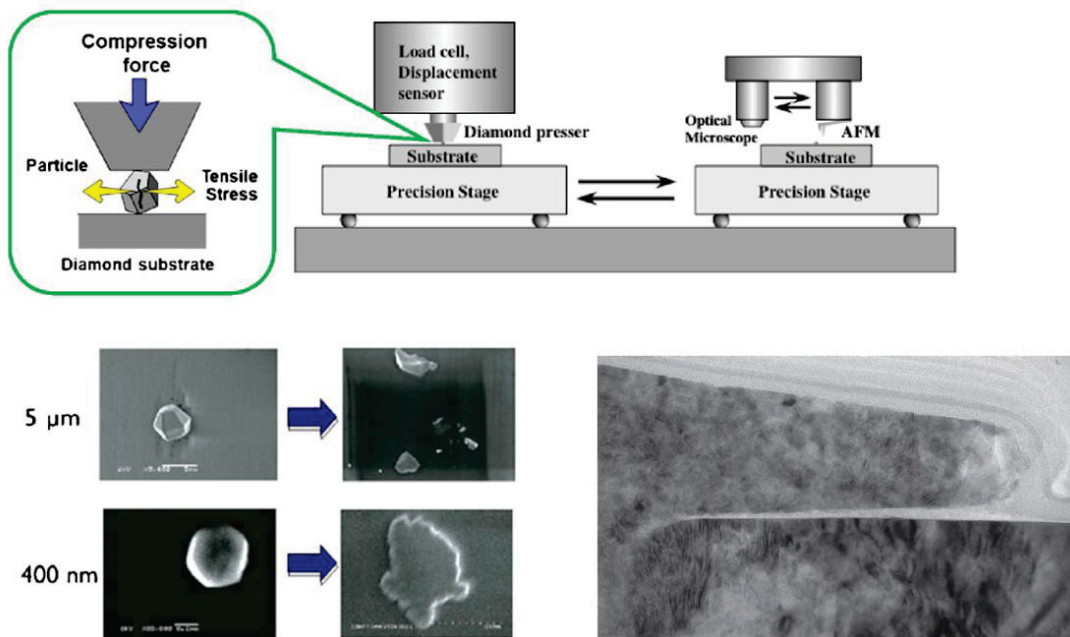 Compression
force
Particle
Tensile
Stress
Diamond substrate
Load cell,
Displacement
sensor
Diamond presser
Substrate
Precision Stage
Optical
Microscope
AFM
Substrate
Precision Stage
5 μm
400 nm